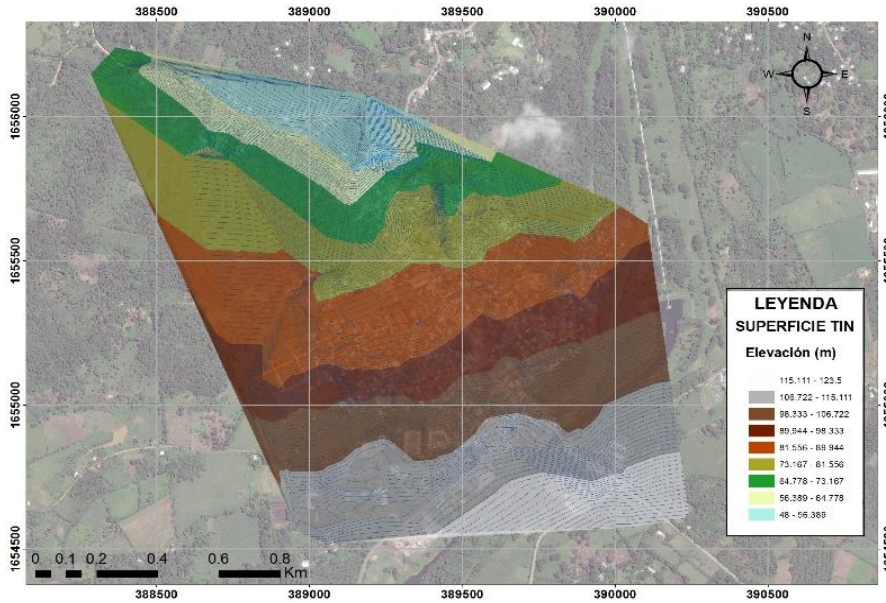 388500 389000 389500 390000 390500
N
W E
S
1656000
1655500
1655000
1654500
LEYENDA
SUPERFICIE TIN
Elevación (m)
115.111 - 123.5
106.722 - 115.111
98.333 - 106.722
89.944 - 98.333
81.556 - 89.944
73.167 - 81.556
64.778 - 73.167
56.389 - 64.778
48 - 56.389
0 0.1 0.2 0.4 0.6 0.8
Km
388500 389000 389500 390000 390500